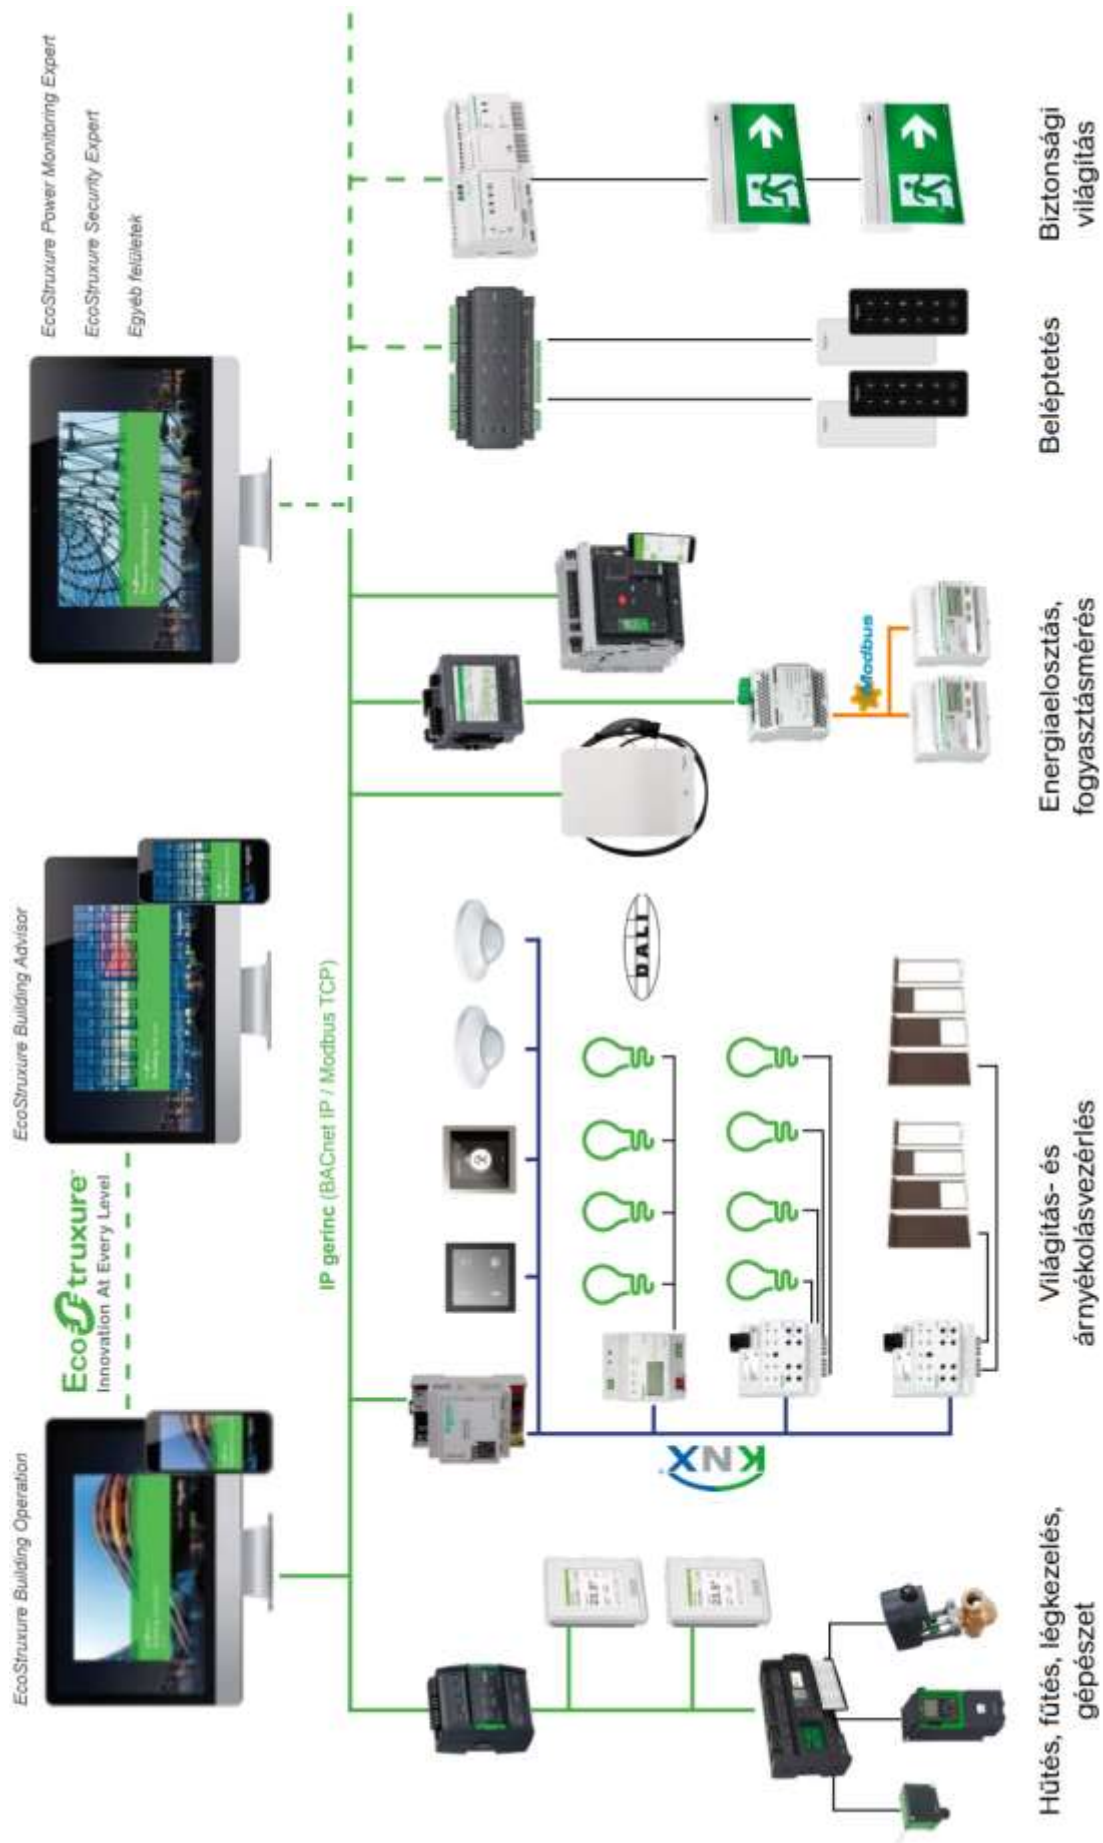 EcoStruxure Building Operation
EcoStruxure
Innovation At Every Level
EcoStruxure Building Advisor
EcoStruxure Power Monitoring Expert
EcoStruxure Security Expert
Egyéb felületek
IP gerinc (BACnet IP / Modbus TCP)
KNX
DALI
Modbus
Hűtés, fűtés, légkezelés,
gépészet
Világítás- és
árnyékolásvezérlés
Energiaelosztás,
fogyasztásmérés
Beléptetés
Biztonsági
világítás